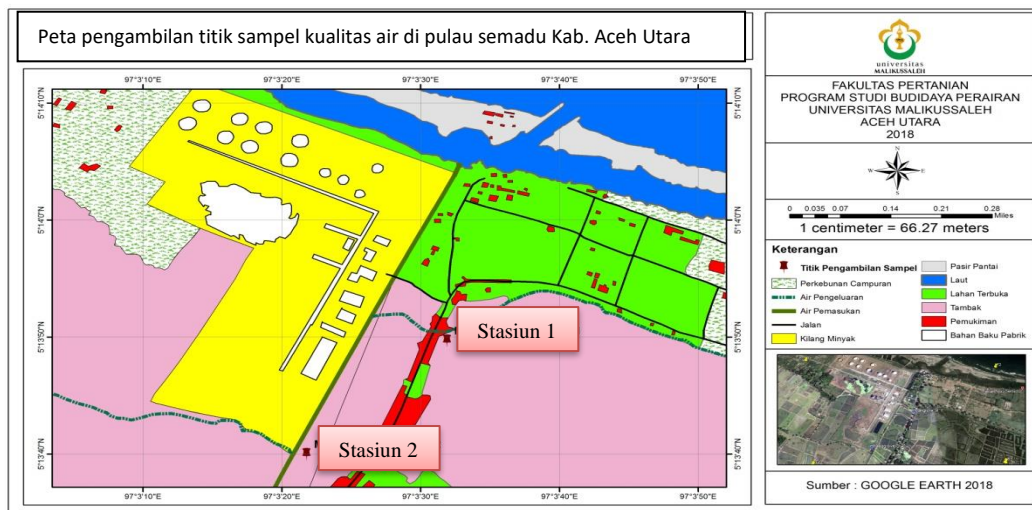 Peta pengambilan titik sampel kualitas air di pulau semadu Kab. Aceh Utara
97°3'10"E 97°3'20"E 97°3'30"E 97°3'40"E 97°3'50"E
5°14'10"N 5°14'10"N
5°14'0"N 5°14'0"N
5°13'50"N 5°13'50"N
5°13'40"N 5°13'40"N
Stasiun 1
Stasiun 2
97°3'10"E 97°3'20"E 97°3'30"E 97°3'40"E 97°3'50"E
universitas
MALIKUSSALEH
FAKULTAS PERTANIAN
PROGRAM STUDI BUDIDAYA PERAIRAN
UNIVERSITAS MALIKUSSALEH
ACEH UTARA
2018
N
W E
S
0 0.035 0.07 0.14 0.21 0.28
Miles
1 centimeter = 66.27 meters
Keterangan
Titik Pengambilan Sampel
Perkebunan Campuran
Air Pengeluaran
Air Pemasukan
Jalan
Kilang Minyak
Pasir Pantai
Laut
Lahan Terbuka
Tambak
Pemukiman
Bahan Baku Pabrik
Sumber : GOOGLE EARTH 2018